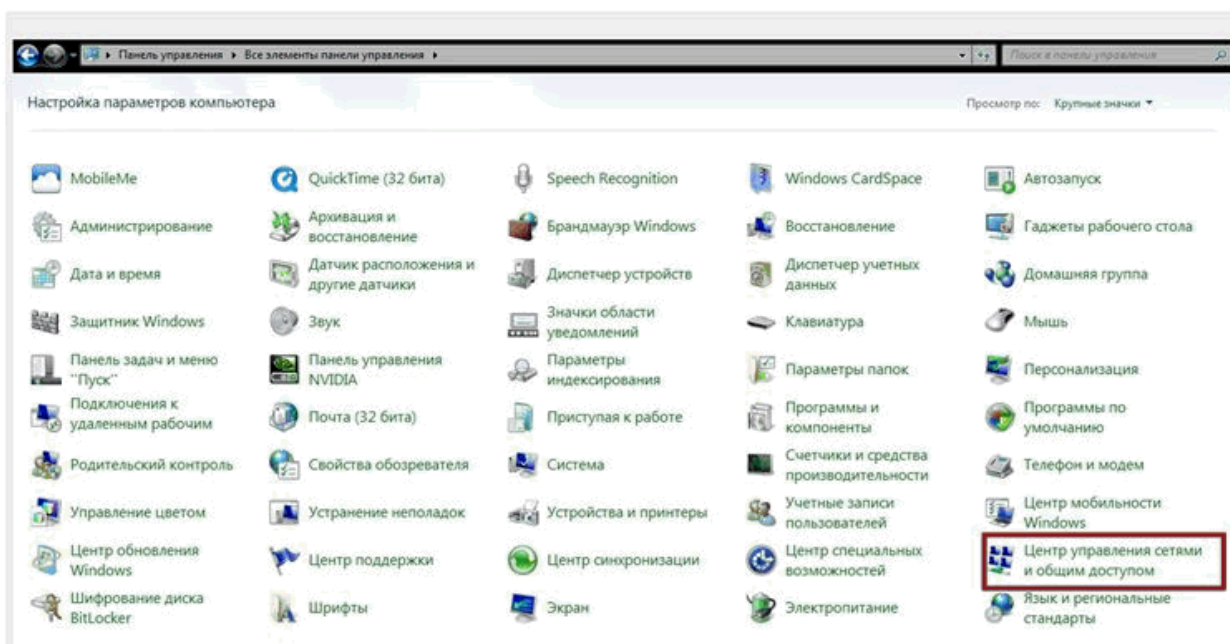 Панель управления Все элементы панели управления Поиск в панели управления
Настройка параметров компьютера Просмотр по: Крупные значки
MobileMe QuickTime (32 бита) Speech Recognition Windows CardSpace Автозапуск
Администрирование Архивация и восстановление Брандмауэр Windows Восстановление Гаджеты рабочего стола
Дата и время Датчик расположения и другие датчики Диспетчер устройств Диспетчер учетных данных Домашняя группа
Защитник Windows Звук Значки области уведомлений Клавиатура Мышь
Панель задач и меню "Пуск" Панель управления NVIDIA Параметры индексирования Параметры папок Персонализация
Подключения к удаленным рабочим Почта (32 бита) Приступая к работе Программы и компоненты Программы по умолчанию
Родительский контроль Свойства обозревателя Система Счетчики и средства производительности Телефон и модем
Управление цветом Устранение неполадок Устройства и принтеры Учетные записи пользователей Центр мобильности Windows
Центр обновления Windows Центр поддержки Центр синхронизации Центр специальных возможностей Центр управления сетями и общим доступом
Шифрование диска BitLocker Шрифты Экран Электропитание Язык и региональные стандарты